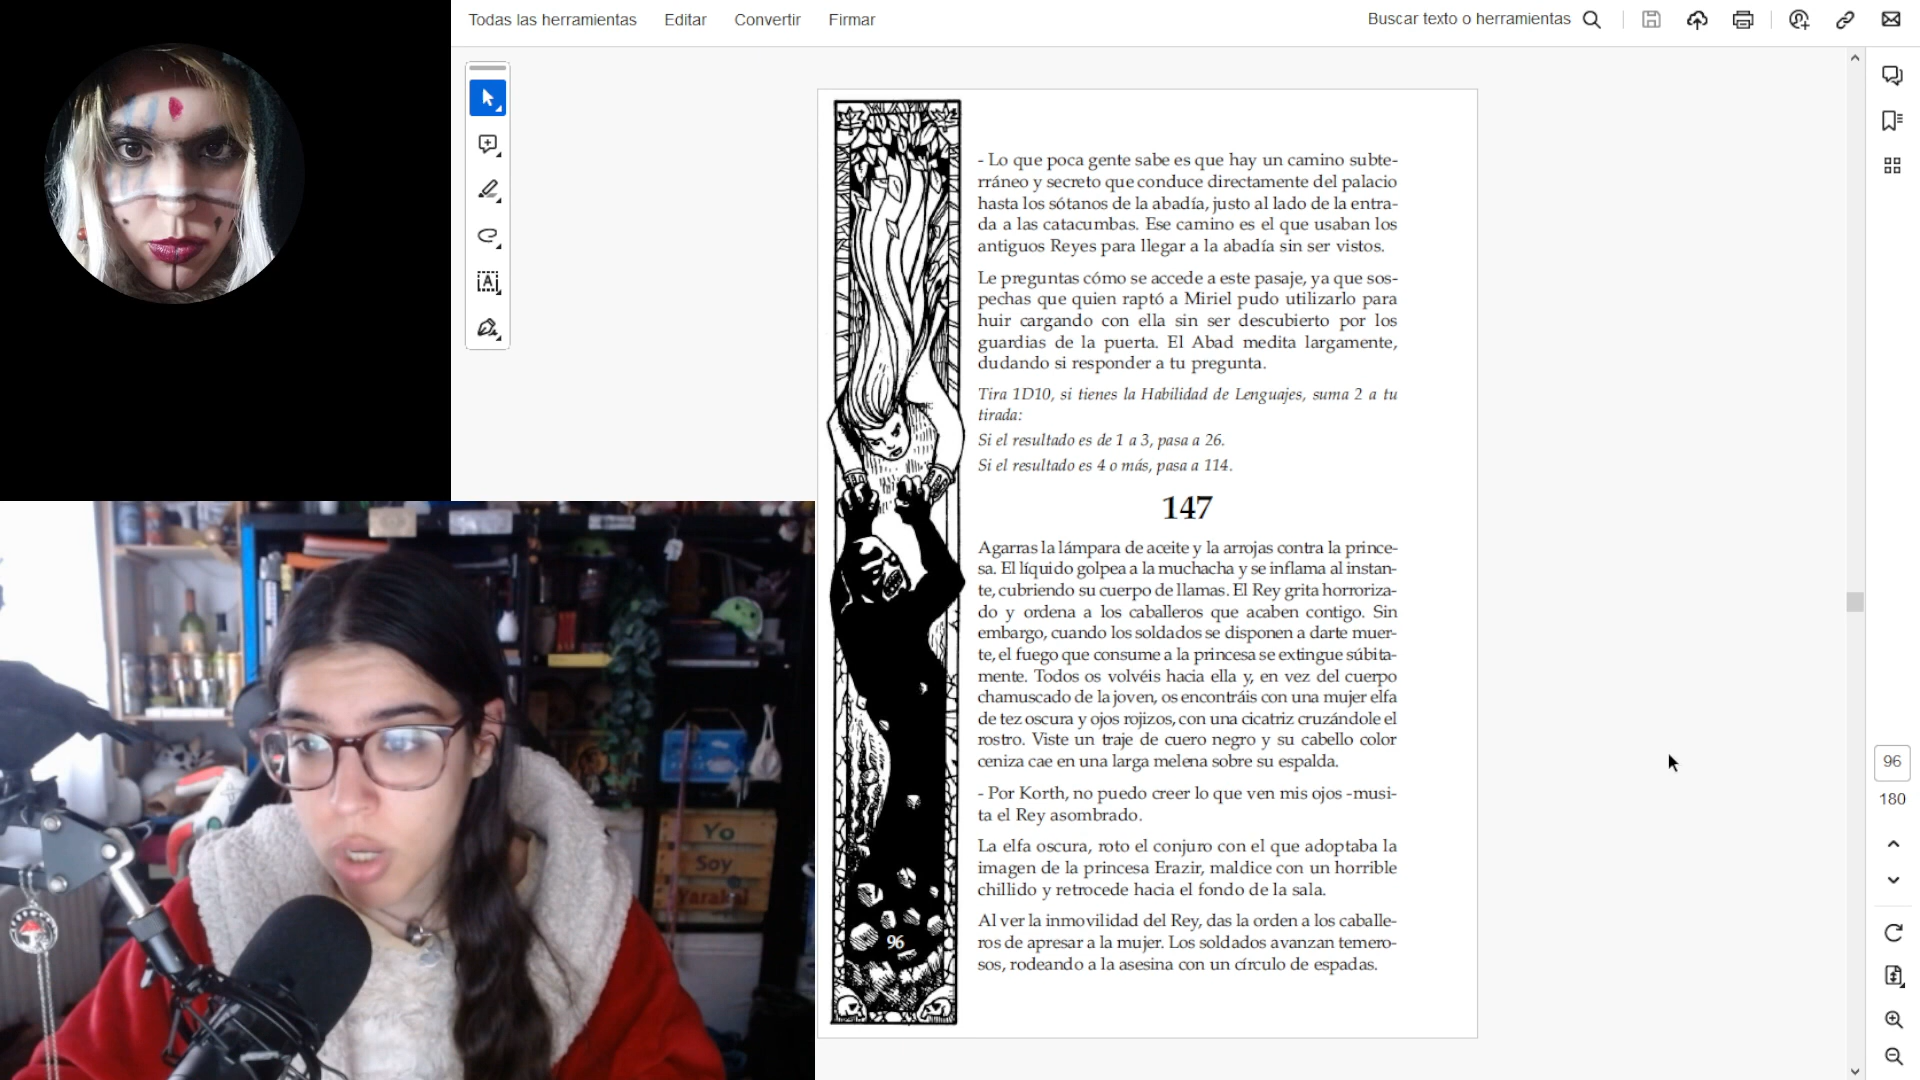 Todas las herramientas
Editar
Convertir
Firmar
Buscar texto o herramientas
- Lo que poca gente sabe es que hay un camino subte-
rráneo y secreto que conduce directamente del palacio
hasta los sótanos de la abadía, justo al lado de la entra-
da a las catacumbas. Ese camino es el que usaban los
antiguos Reyes para llegar a la abadía sin ser vistos.
Le preguntas cómo se accede a este pasaje, ya que sos-
pechas que quien raptó a Miriel pudo utilizarlo para
huir cargando con ella sin ser descubierto por los
guardias de la puerta. El Abad medita largamente,
dudando si responder a tu pregunta.
Tira 1D10, si tienes la Habilidad de Lenguajes, suma 2 a tu
tirada:
Si el resultado es de 1 a 3, pasa a 26.
Si el resultado es 4 o más, pasa a 114.
147
Agarras la lámpara de aceite y la arrojas contra la prince-
sa. El líquido golpea a la muchacha y se inflama al instan-
te, cubriendo su cuerpo de llamas. El Rey grita horroriza-
do y ordena a los caballeros que acaben contigo. Sin
embargo, cuando los soldados se disponen a darte muer-
te, el fuego que consume a la princesa se extingue súbita-
mente. Todos os volvéis hacia ella y, en vez del cuerpo
chamuscado de la joven, os encontráis con una mujer elfa
de tez oscura y ojos rojizos, con una cicatriz cruzándole el
rostro. Viste un traje de cuero negro y su cabello color
ceniza cae en una larga melena sobre su espalda.
- Por Korth, no puedo creer lo que ven mis ojos -musi-
ta el Rey asombrado.
La elfa oscura, roto el conjuro con el que adoptaba la
imagen de la princesa Erazir, maldice con un horrible
chillido y retrocede hacia el fondo de la sala.
Al ver la inmovilidad del Rey, das la orden a los caballe-
ros de apresar a la mujer. Los soldados avanzan temero-
sos, rodeando a la asesina con un círculo de espadas.
96
96
180
Yo
Soy
Yarakai